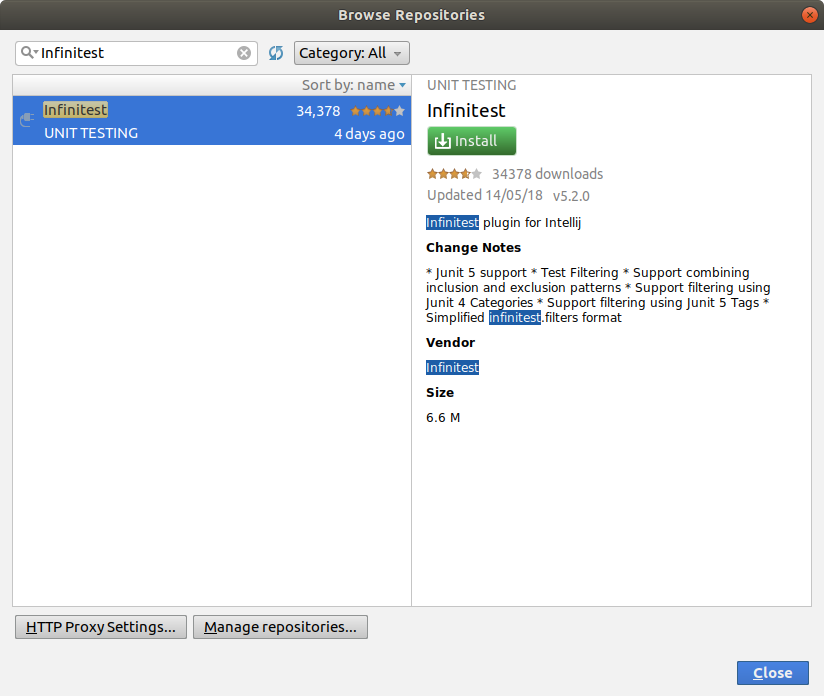 Browse Repositories
Infinitest
Category: All
Sort by: name
Infinitest
34,378
UNIT TESTING
4 days ago
UNIT TESTING
Infinitest
Install
34378 downloads
Updated 14/05/18 v5.2.0
Infinitest plugin for Intellij
Change Notes
* Junit 5 support * Test Filtering * Support combining
inclusion and exclusion patterns * Support filtering using
Junit 4 Categories * Support filtering using Junit 5 Tags *
Simplified infinitest.filters format
Vendor
Infinitest
Size
6.6 M
HTTP Proxy Settings...
Manage repositories...
Close